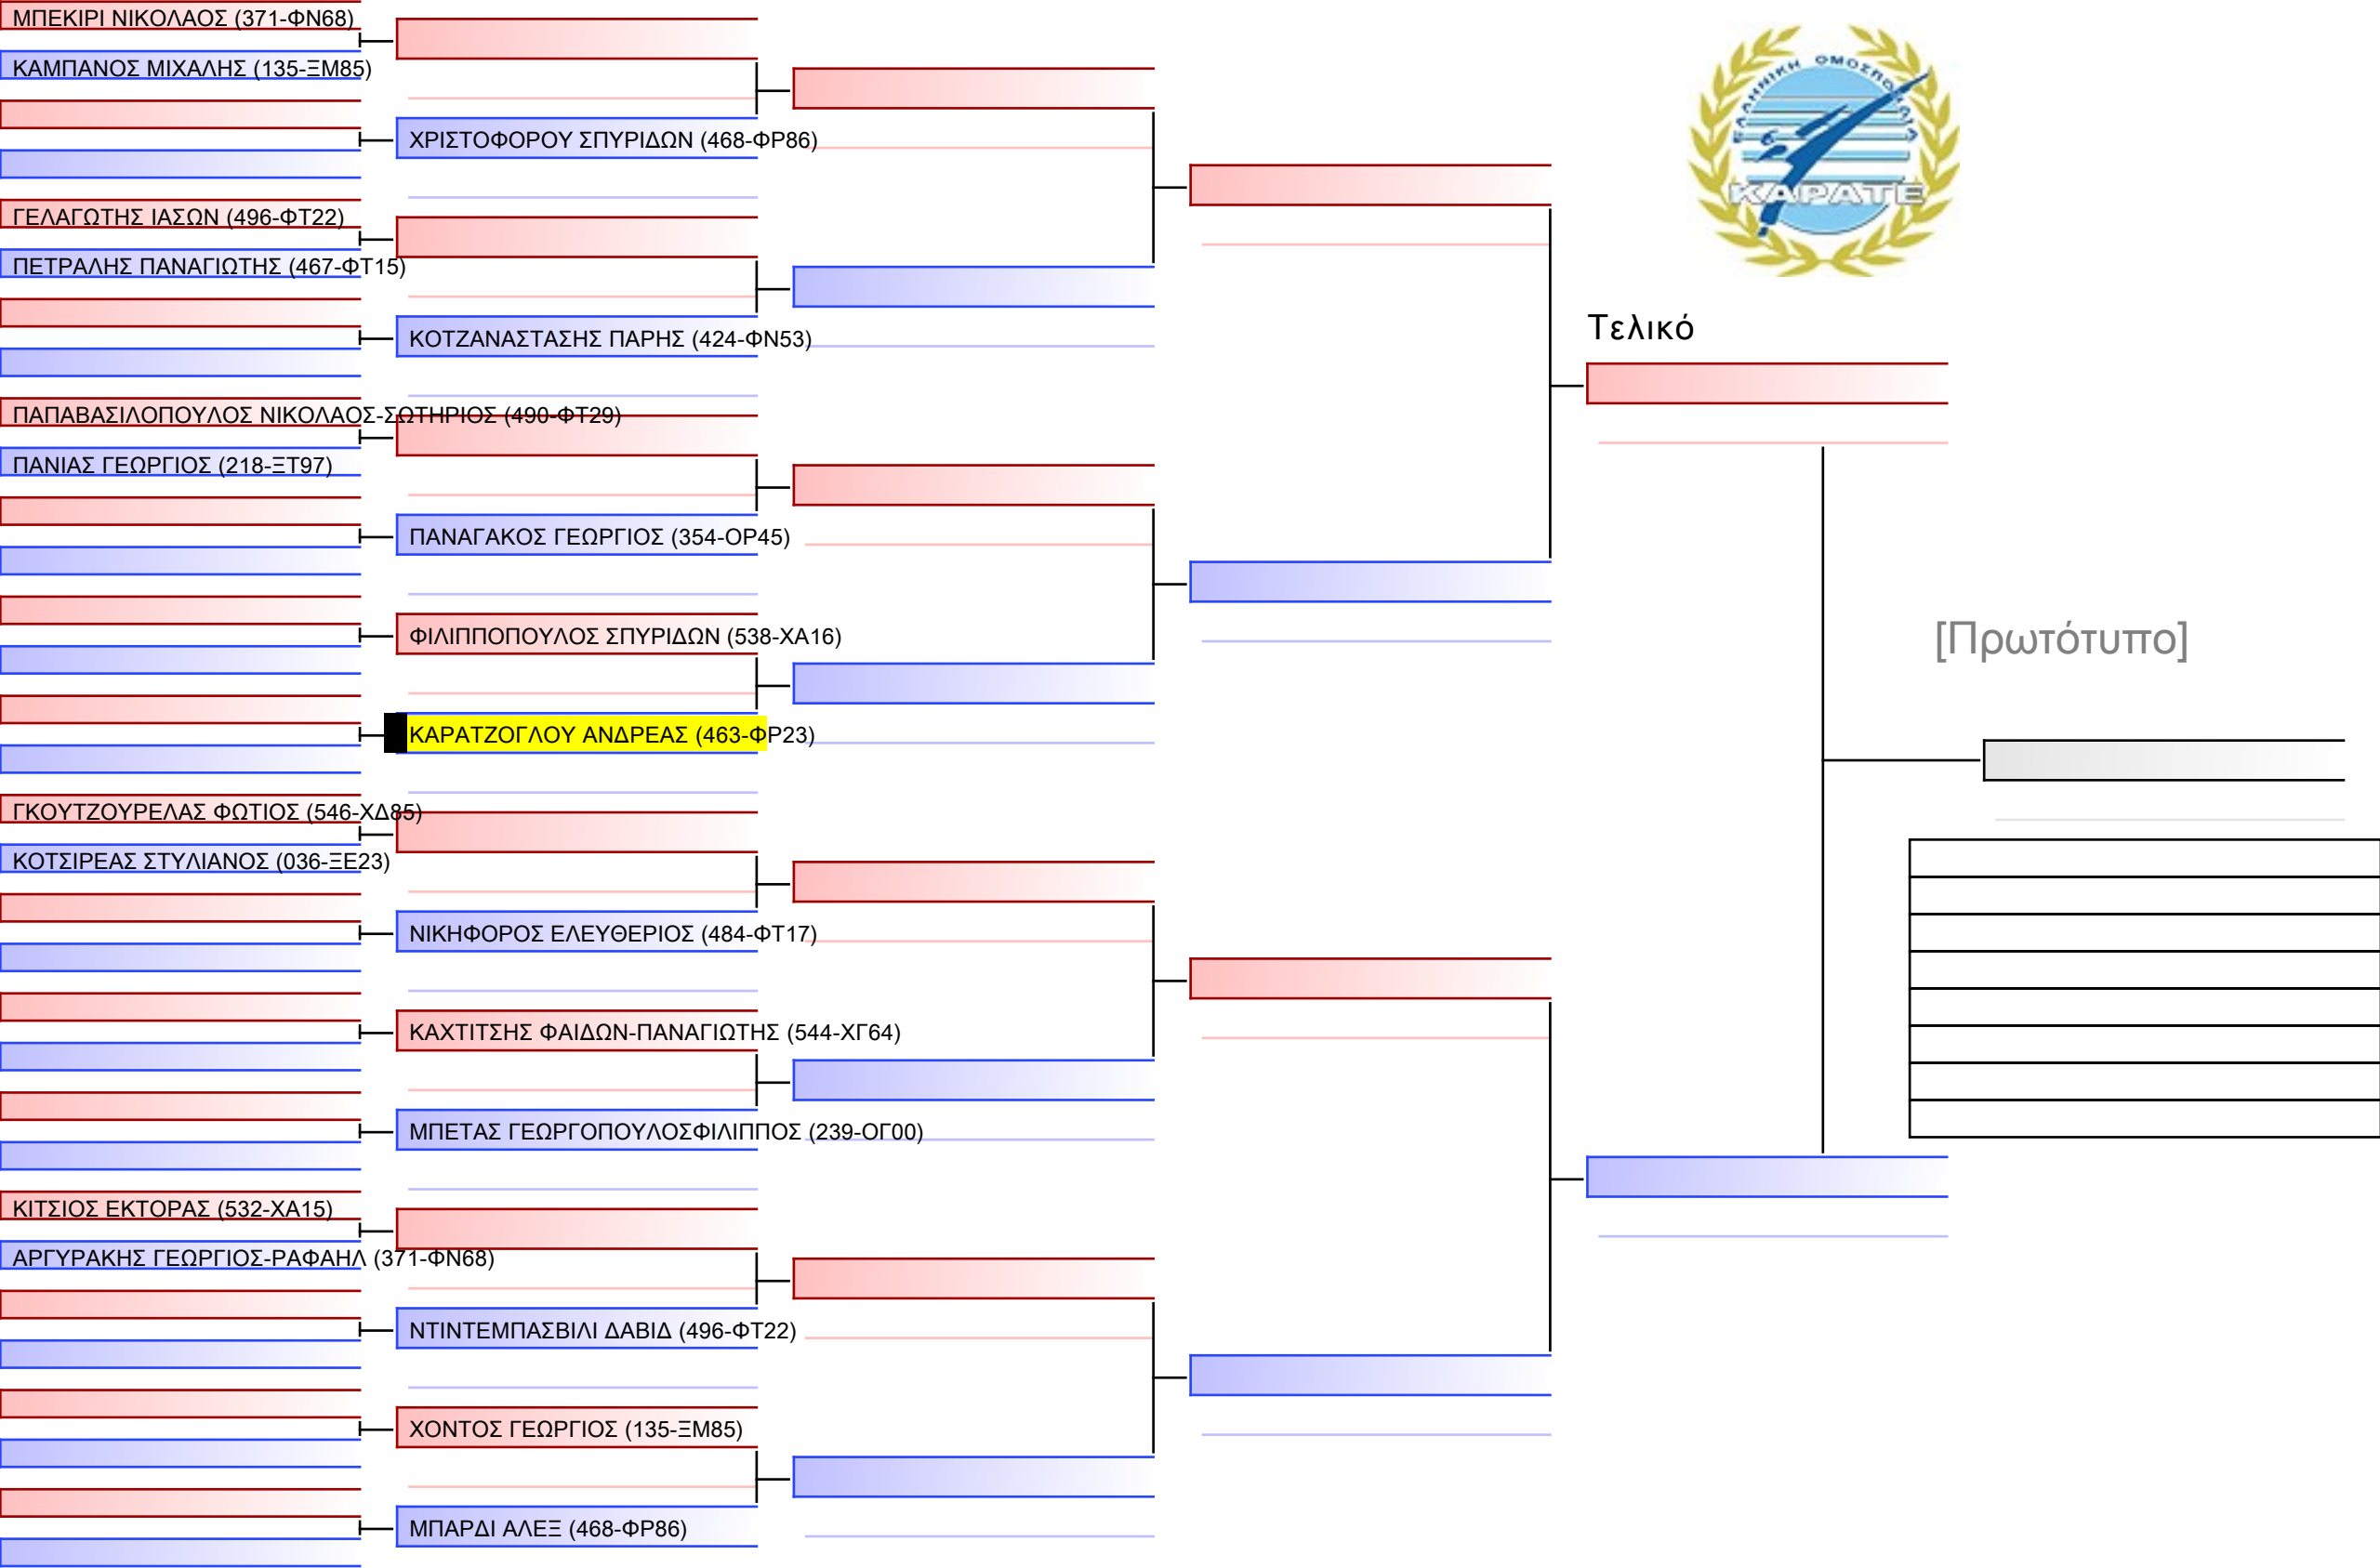 ΜΠΕΚΙΡΙ ΝΙΚΟΛΑΟΣ (371-ΦΝ68)
ΚΑΜΠΑΝΟΣ ΜΙΧΑΛΗΣ (135-ΞΜ85)
ΓΕΛΑΓΩΤΗΣ ΙΑΣΩΝ (496-ΦΤ22)
ΠΕΤΡΑΛΗΣ ΠΑΝΑΓΙΩΤΗΣ (467-ΦΤ15)
ΠΑΠΑΒΑΣΙΛΟΠΟΥΛΟΣ ΝΙΚΟΛΑΟΣ-ΣΩΤΗΡΙΟΣ (490-ΦΤ29)
ΠΑΝΙΑΣ ΓΕΩΡΓΙΟΣ (218-ΞΤ97)
ΓΚΟΥΤΖΟΥΡΕΛΑΣ ΦΩΤΙΟΣ (546-ΧΔ85)
ΚΟΤΣΙΡΕΑΣ ΣΤΥΛΙΑΝΟΣ (036-ΞΕ23)
ΚΙΤΣΙΟΣ ΕΚΤΟΡΑΣ (532-ΧΑ15)
ΑΡΓΥΡΑΚΗΣ ΓΕΩΡΓΙΟΣ-ΡΑΦΑΗΛ (371-ΦΝ68)
ΧΡΙΣΤΟΦΟΡΟΥ ΣΠΥΡΙΔΩΝ (468-ΦΡ86)
ΚΟΤΖΑΝΑΣΤΑΣΗΣ ΠΑΡΗΣ (424-ΦΝ53)
ΠΑΝΑΓΑΚΟΣ ΓΕΩΡΓΙΟΣ (354-ΟΡ45)
ΦΙΛΙΠΠΟΠΟΥΛΟΣ ΣΠΥΡΙΔΩΝ (538-ΧΑ16)
ΚΑΡΑΤΖΟΓΛΟΥ ΑΝΔΡΕΑΣ (463-ΦΡ23)
ΝΙΚΗΦΟΡΟΣ ΕΛΕΥΘΕΡΙΟΣ (484-ΦΤ17)
ΚΑΧΤΙΤΣΗΣ ΦΑΙΔΩΝ-ΠΑΝΑΓΙΩΤΗΣ (544-ΧΓ64)
ΜΠΕΤΑΣ ΓΕΩΡΓΟΠΟΥΛΟΣΦΙΛΙΠΠΟΣ (239-ΟΓ00)
ΝΤΙΝΤΕΜΠΑΣΒΙΛΙ ΔΑΒΙΔ (496-ΦΤ22)
ΧΟΝΤΟΣ ΓΕΩΡΓΙΟΣ (135-ΞΜ85)
ΜΠΑΡΔΙ ΑΛΕΞ (468-ΦΡ86)
ΕΛΛΗΝΙΚΗ ΟΜΟΣΠΟΝΔΙΑ
ΚΑΡΑΤΕ
Τελικό
[Πρωτότυπο]